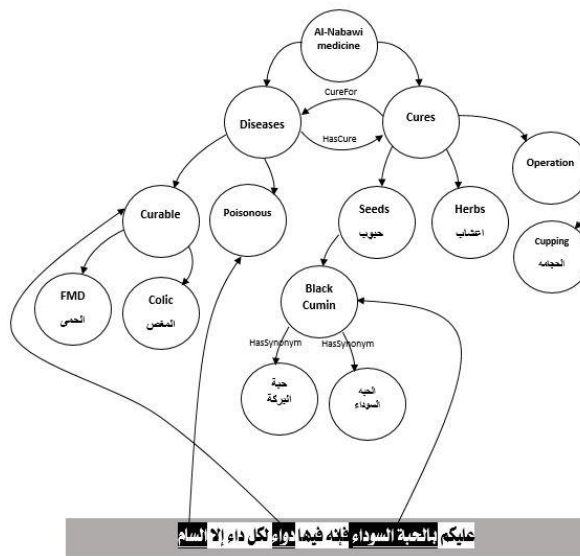 Al-Nabawi
medicine
CureFor
Diseases
Cures
HasCure
Operation
Curable
Poisonous
Seeds
حبوب
Herbs
اعشاب
Cupping
الحجامه
FMD
الحمى
Colic
المغص
Black
Cumin
HasSynonym
HasSynonym
حبة
البركة
الحبه
السوداء
عليكم بالحبة السوداء فإنه فيها دواء لكل داء إلا السام